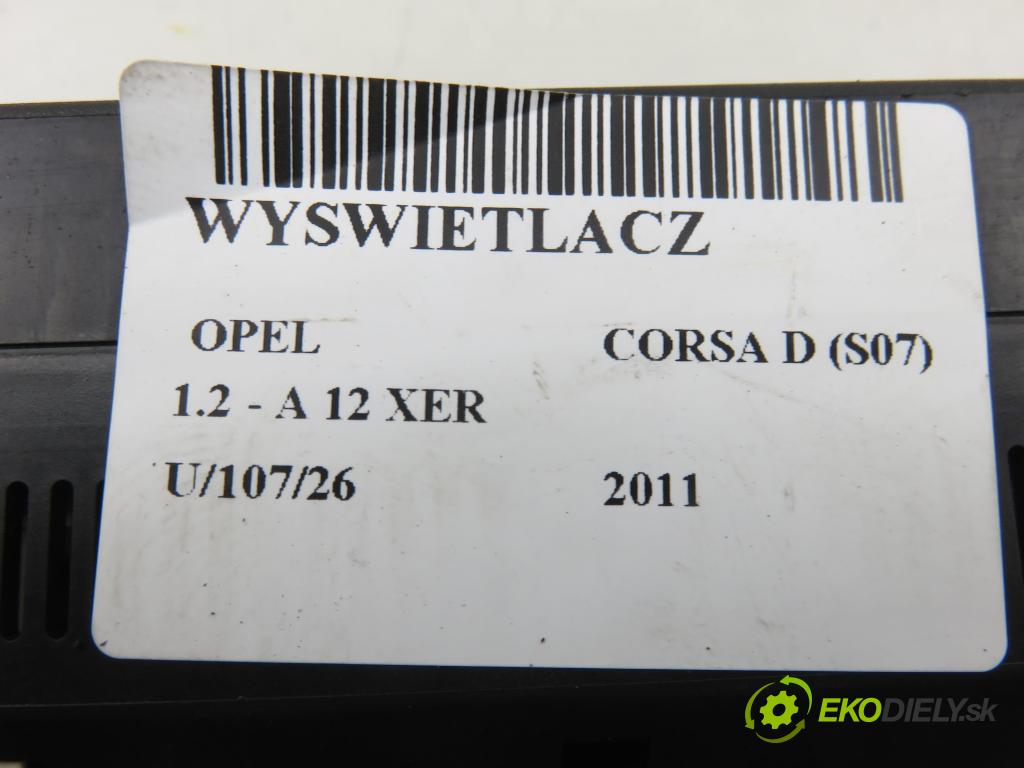 WYSWIETLACZ
OPEL CORSA D (S07)
1.2 - A 12 XER
U/107/26 2011
EKODIELY.sk